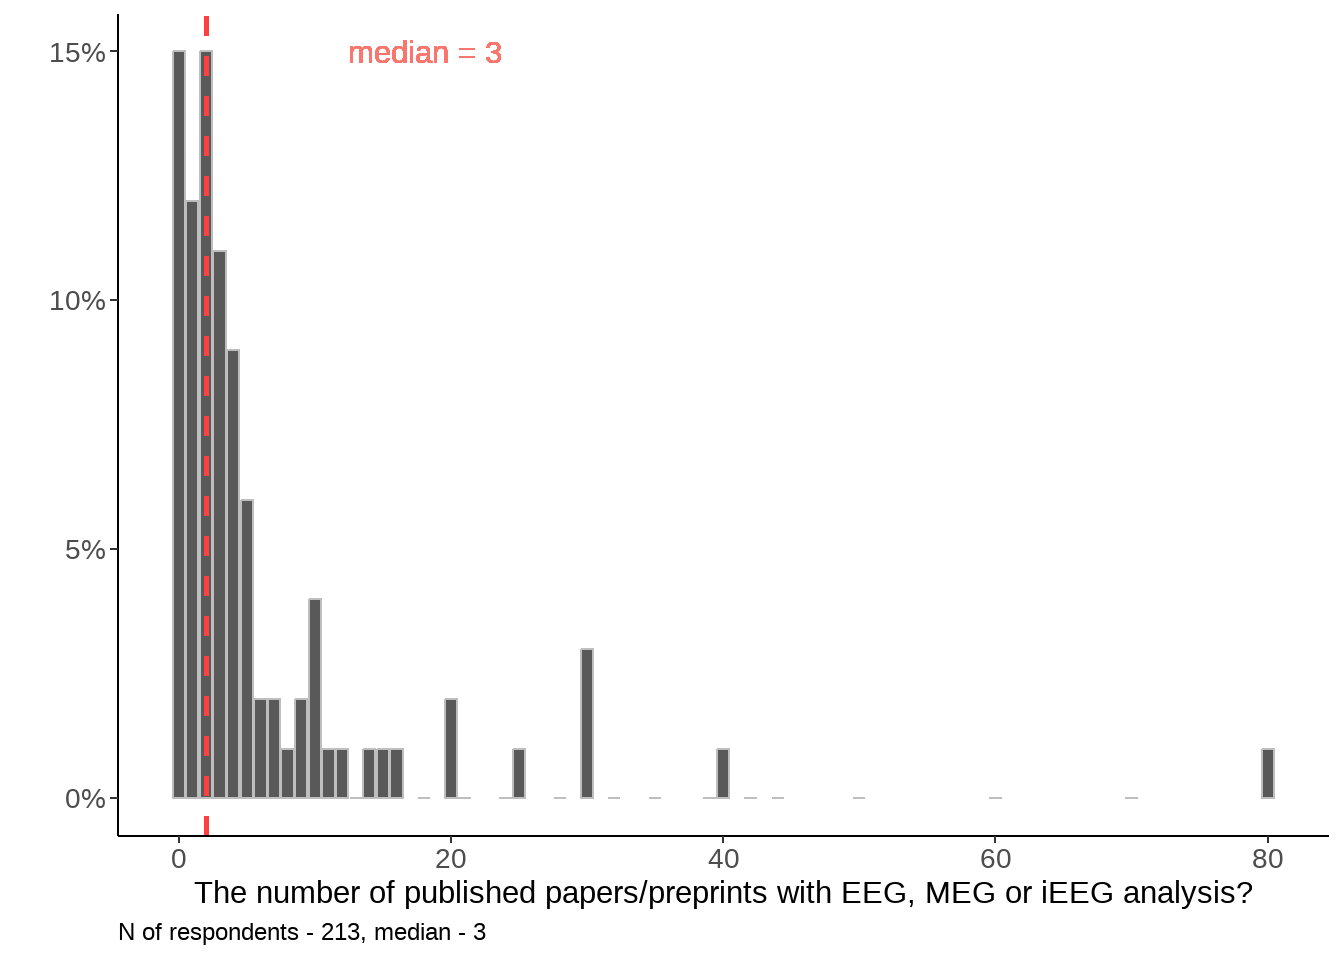 median = 3
15%
10%
5%
0%
0 20 40 60 80
The number of published papers/preprints with EEG, MEG or iEEG analysis?
N of respondents - 213, median - 3